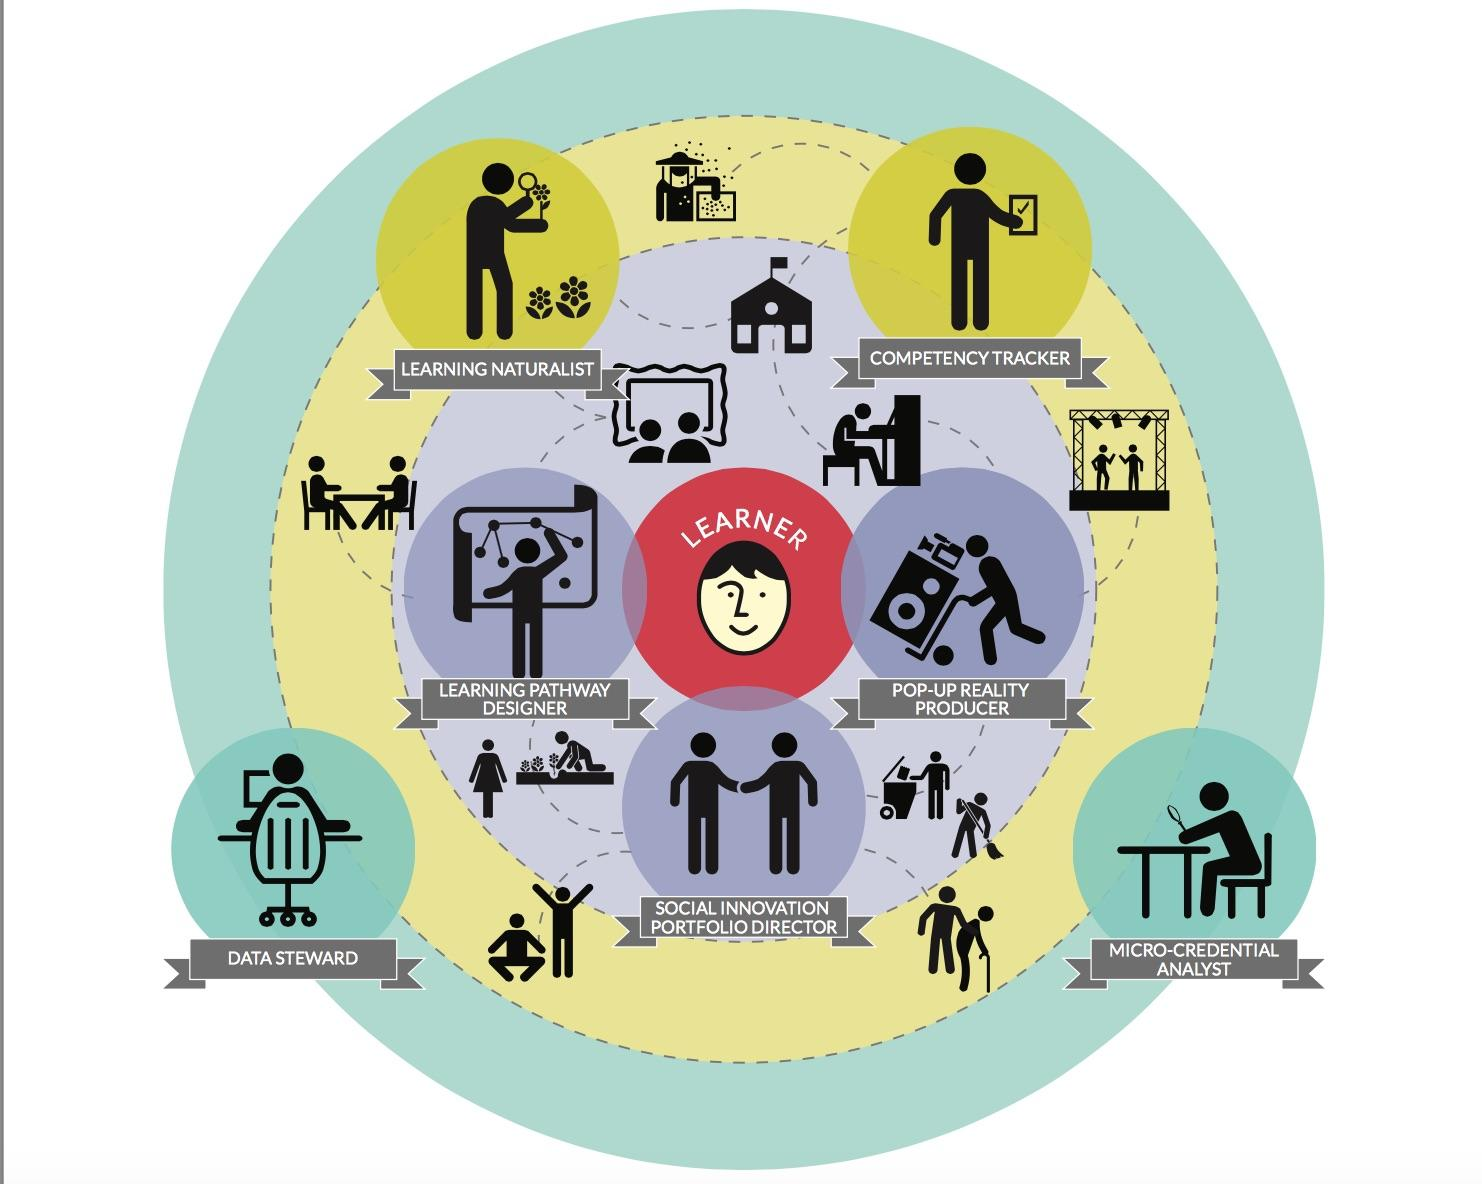 LEARNING NATURALIST
COMPETENCY TRACKER
LEARNER
LEARNING PATHWAY
DESIGNER
POP-UP REALITY
PRODUCER
SOCIAL INNOVATION
PORTFOLIO DIRECTOR
DATA STEWARD
MICRO-CREDENTIAL
ANALYST